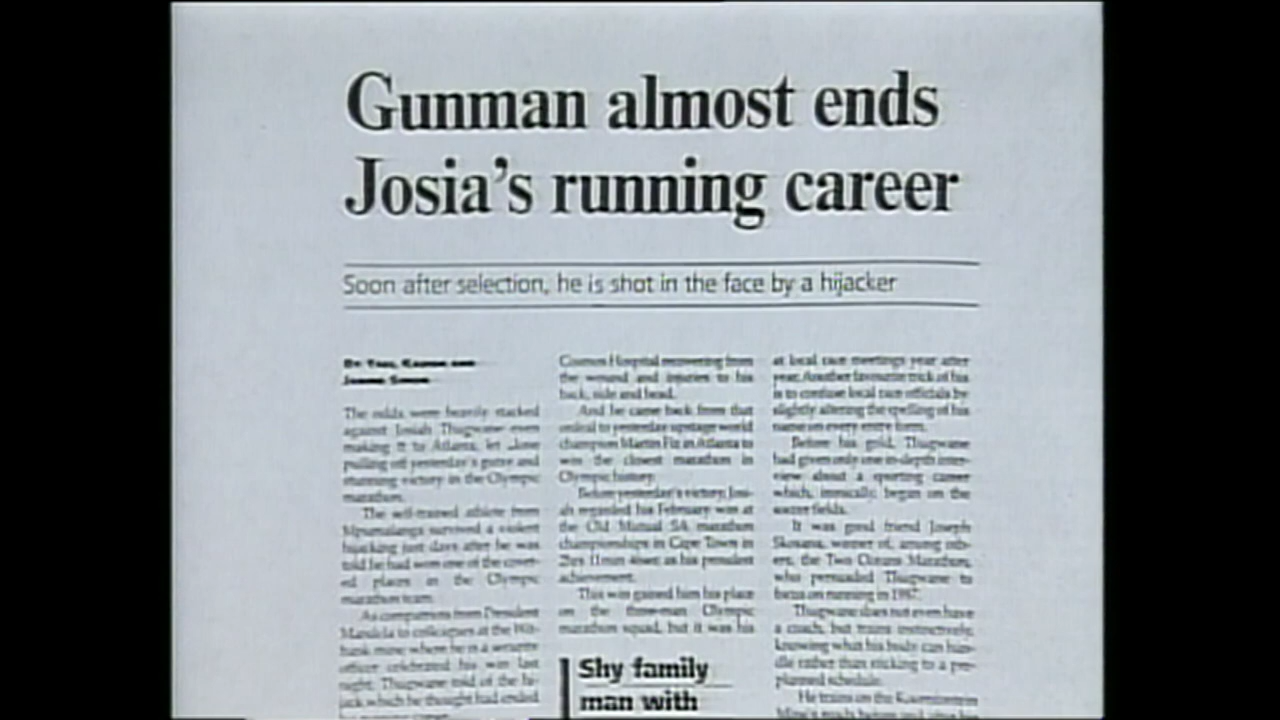 Gunman almost ends
Josia's running career
Soon after selection, he is shot in the face by a hijacker
The odds were heavily stacked
against Josiah Thugwane even
making it to Atlanta, let alone
pulling off yesterday's gutsy and
stunning victory in the Olympic
marathon.
The self-trained athlete from
Mpumalanga survived a violent
hijacking just days after he was
told he had won one of the covet-
ed places in the Olympic
marathon team.
As compatriots from President
Mandela to colleagues at the Wit-
bank mine where he is a security
officer celebrated his win last
night, Thugwane told of the hi-
jack which he thought had ended
Cosmos Hospital recovering from
the wound and injuries to his
back, side and head.
And he came back from that
ordeal to yesterday upstage world
champion Martin Fiz in Atlanta to
win the closest marathon in
Olympic history.
Before yesterday's victory, Josi-
ah regarded his February win at
the Old Mutual SA marathon
championships in Cape Town in
2hrs 11min as his proudest
achievement.
This win gained him his place
on the three-man Olympic
marathon squad, but it was his
Shy family
man with
at local race meetings year after
year. Another favourite trick of his
is to confuse local race officials by
slightly altering the spelling of his
name on every entry form.
Before his gold, Thugwane
had given only one in-depth inter-
view about a sporting career
which, ironically, began on the
soccer fields.
It was good friend Joseph
Skosana, winner of, among oth-
ers, the Two Oceans Marathon,
who persuaded Thugwane to
focus on running in 1987.
Thugwane does not even have
a coach, but trains instinctively,
knowing what his body can han-
dle rather than sticking to a pre-
planned schedule.
He trains on the